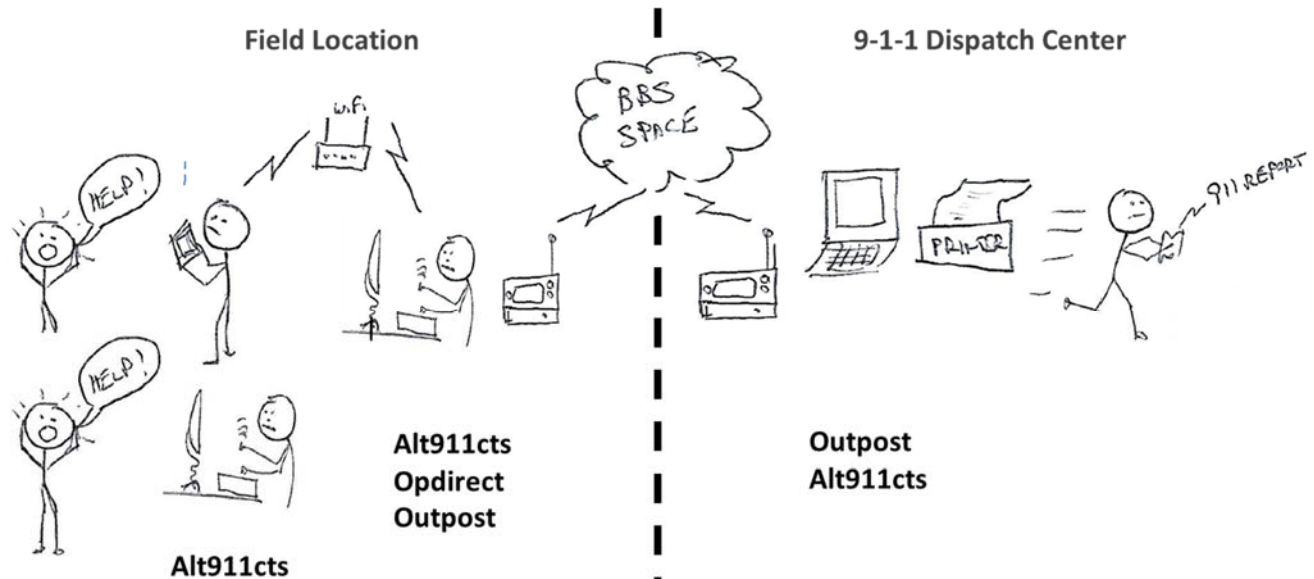 Field Location
9-1-1 Dispatch Center
BBS
SPACE
wifi
HELP!
911 REPORT
PRINTER
HELP!
Alt911cts
Opdirect
Outpost
Outpost
Alt911cts
Alt911cts